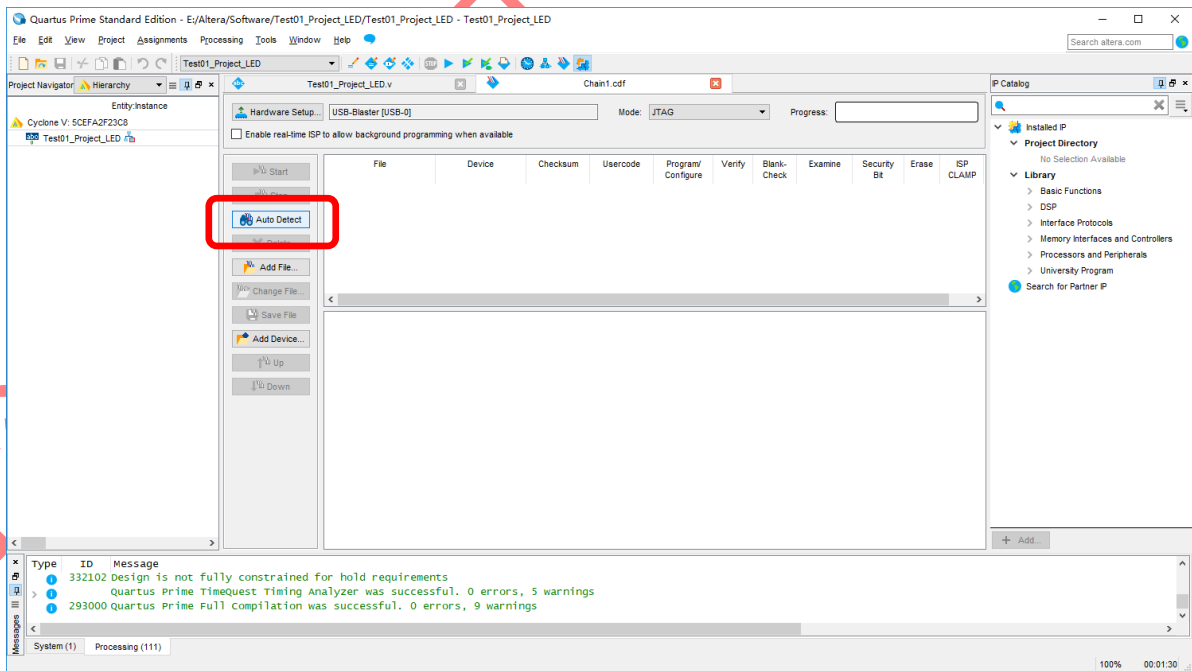 Quartus Prime Standard Edition - E:/Altera/Software/Test01_Project_LED/Test01_Project_LED - Test01_Project_LED
File Edit View Project Assignments Processing Tools Window Help
Search altera.com
Test01_Project_LED
Project Navigator Hierarchy
Test01_Project_LED.v
Chain1.cdf
IP Catalog
Entity:Instance
Cyclone V: 5CEFA2F23C8
Test01_Project_LED
Hardware Setup... USB-Blaster [USB-0] Mode: JTAG Progress:
Enable real-time ISP to allow background programming when available
File Device Checksum Usercode Program/ Configure Verify Blank- Check Examine Security Bit Erase ISP CLAMP
Start
Stop
Auto Detect
Delete
Add File...
Change File...
Save File
Add Device...
Up
Down
Installed IP
Project Directory
No Selection Available
Library
Basic Functions
DSP
Interface Protocols
Memory Interfaces and Controllers
Processors and Peripherals
University Program
Search for Partner IP
+ Add...
Type ID Message
332102 Design is not fully constrained for hold requirements
Quartus Prime TimeQuest Timing Analyzer was successful. 0 errors, 5 warnings
293000 Quartus Prime Full Compilation was successful. 0 errors, 9 warnings
Messages
System (1) Processing (111)
100% 00:01:30